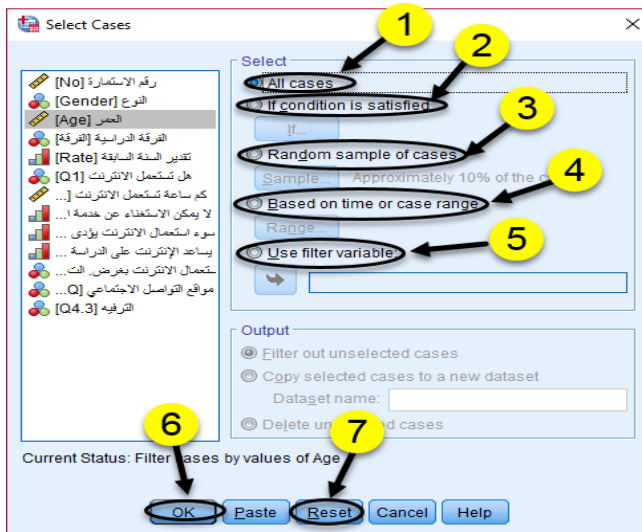 Select Cases
1
2
3
4
5
6
7
رقم الاستمارة [No]
النوع [Gender]
العمر [Age]
الفرقة الدراسية [الفرقة]
تقدير السنة السابقة [Rate]
هل تستعمل الانترنت [Q1]
كم ساعة تستعمل الانترنت [...
لا يمكن الاستغناء عن خدمة ا...
سوء استعمال الانترنت يؤدى ...
يساعد الإنترنت على الدراسة ...
ستعمال الانترنت بغرض. الت...
مواقع التواصل الاجتماعي [Q...
الترفيه [Q4.3]
Select
All cases
If condition is satisfied
If...
Random sample of cases
Sample...
Approximately 10% of the c
Based on time or case range
Range...
Use filter variable:
Output
Filter out unselected cases
Copy selected cases to a new dataset
Dataset name:
Delete cases
Current Status: Filter cases by values of Age
OK
Paste
Reset
Cancel
Help